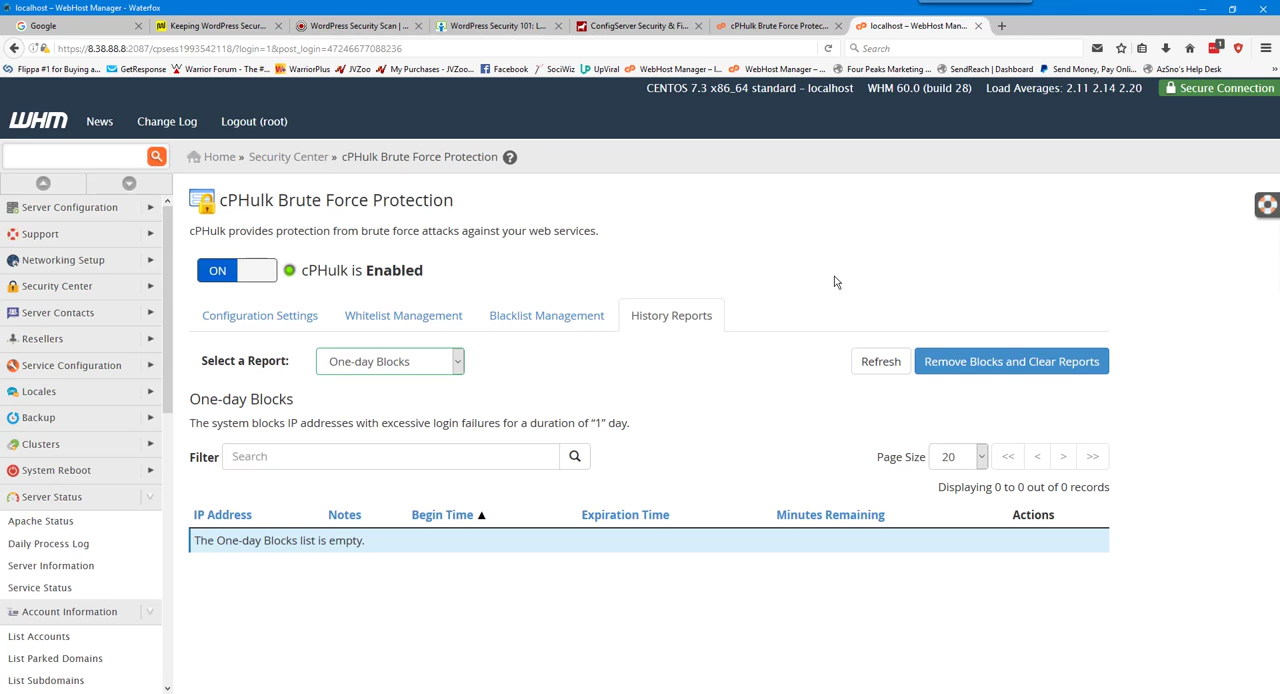 localhost – WebHost Manager - Waterfox
Google
Keeping WordPress Secur...
WordPress Security Scan | ...
WordPress Security 101: L...
ConfigServer Security & Fi...
cPHulk Brute Force Protec...
localhost – WebHost Man...
https://8.38.88.8:2087/cpsess1993542118/?login=1&post_login=47246677088236
Search
1
Flippa #1 for Buying a...
GetResponse
Warrior Forum - The #...
WarriorPlus
JVZoo
My Purchases - JVZoo...
Facebook
SociWiz
UpViral
WebHost Manager – l...
WebHost Manager –...
Four Peaks Marketing ...
SendReach | Dashboard
Send Money, Pay Onli...
AzSno's Help Desk
CENTOS 7.3 x86_64 standard – localhost WHM 60.0 (build 28) Load Averages: 2.11 2.14 2.20 Secure Connection
WHM News Change Log Logout (root)
Home » Security Center » cPHulk Brute Force Protection
Server Configuration
Support
Networking Setup
Security Center
Server Contacts
Resellers
Service Configuration
Locales
Backup
Clusters
System Reboot
Server Status
Apache Status
Daily Process Log
Server Information
Service Status
Account Information
List Accounts
List Parked Domains
List Subdomains
cPHulk Brute Force Protection
cPHulk provides protection from brute force attacks against your web services.
ON cPHulk is Enabled
Configuration Settings Whitelist Management Blacklist Management History Reports
Select a Report: One-day Blocks Refresh Remove Blocks and Clear Reports
One-day Blocks
The system blocks IP addresses with excessive login failures for a duration of “1” day.
Filter Search Page Size 20 << < > >>
Displaying 0 to 0 out of 0 records
IP Address Notes Begin Time ▲ Expiration Time Minutes Remaining Actions
The One-day Blocks list is empty.